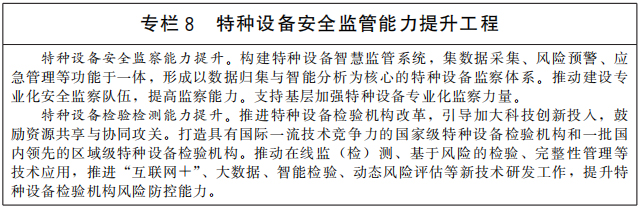 专栏8 特种设备安全监管能力提升工程
特种设备安全监察能力提升。构建特种设备智慧监管系统，集数据采集、风险预警、应
急管理等功能于一体，形成以数据归集与智能分析为核心的特种设备监察体系。推动建设专
业化安全监察队伍，提高监察能力。支持基层加强特种设备专业化监察力量。
特种设备检验检测能力提升。推进特种设备检验机构改革，引导加大科技创新投入，鼓
励资源共享与协同攻关。打造具有国际一流技术竞争力的国家级特种设备检验机构和一批国
内领先的区域级特种设备检验机构。推动在线监（检）测、基于风险的检验、完整性管理等
技术应用，推进“互联网＋”、大数据、智能检验、动态风险评估等新技术研发工作，提升特
种设备检验机构风险防控能力。